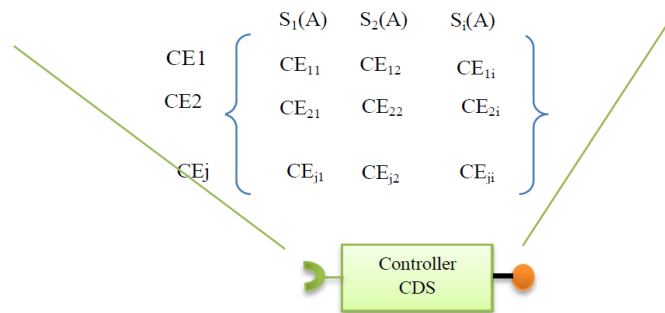 S₁(A) S₂(A) Sᵢ(A)
CE1 CE₁₁ CE₁₂ CE₁ᵢ
CE2 CE₂₁ CE₂₂ CE₂ᵢ
CEj CEⱼ₁ CEⱼ₂ CEⱼᵢ
Controller
CDS